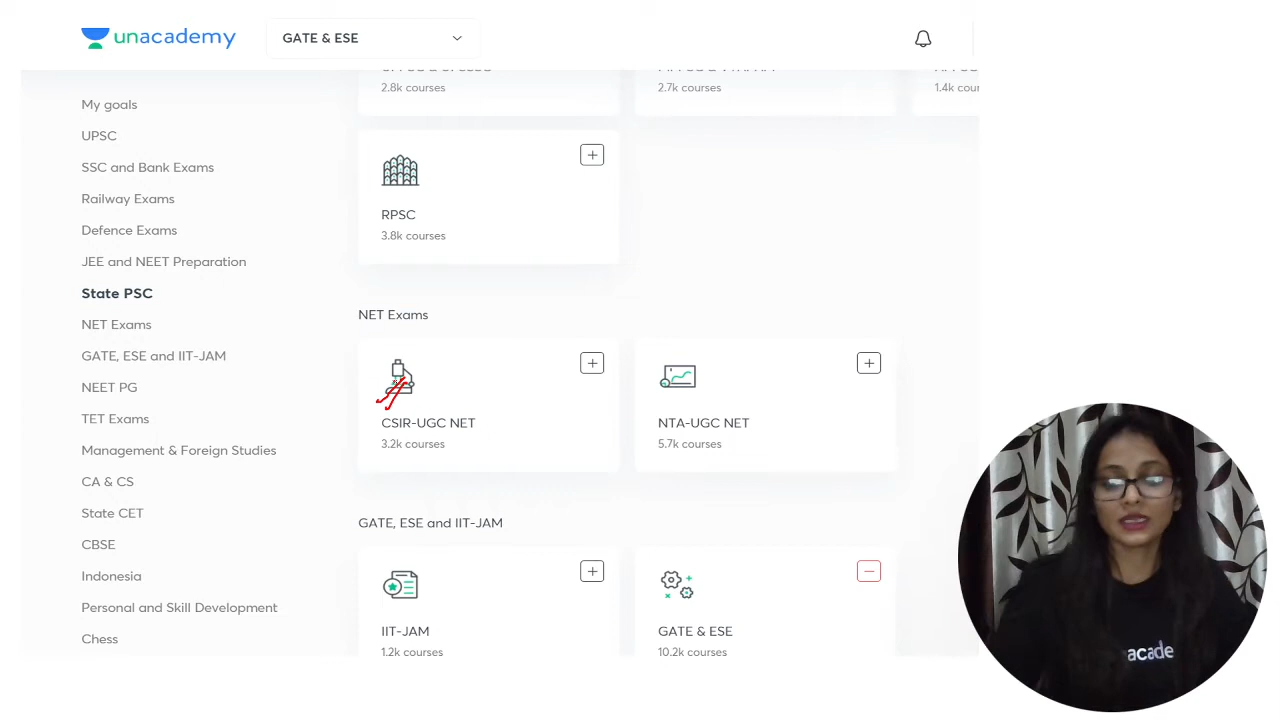 unacademy
GATE & ESE
2.8k courses
2.7k courses
My goals
UPSC
SSC and Bank Exams
Railway Exams
Defence Exams
JEE and NEET Preparation
State PSC
NET Exams
GATE, ESE and IIT-JAM
NEET PG
TET Exams
Management & Foreign Studies
CA & CS
State CET
CBSE
Indonesia
Personal and Skill Development
Chess
RPSC
3.8k courses
NET Exams
CSIR-UGC NET
3.2k courses
NTA-UGC NET
5.7k courses
GATE, ESE and IIT-JAM
IIT-JAM
1.2k courses
GATE & ESE
10.2k courses
acade